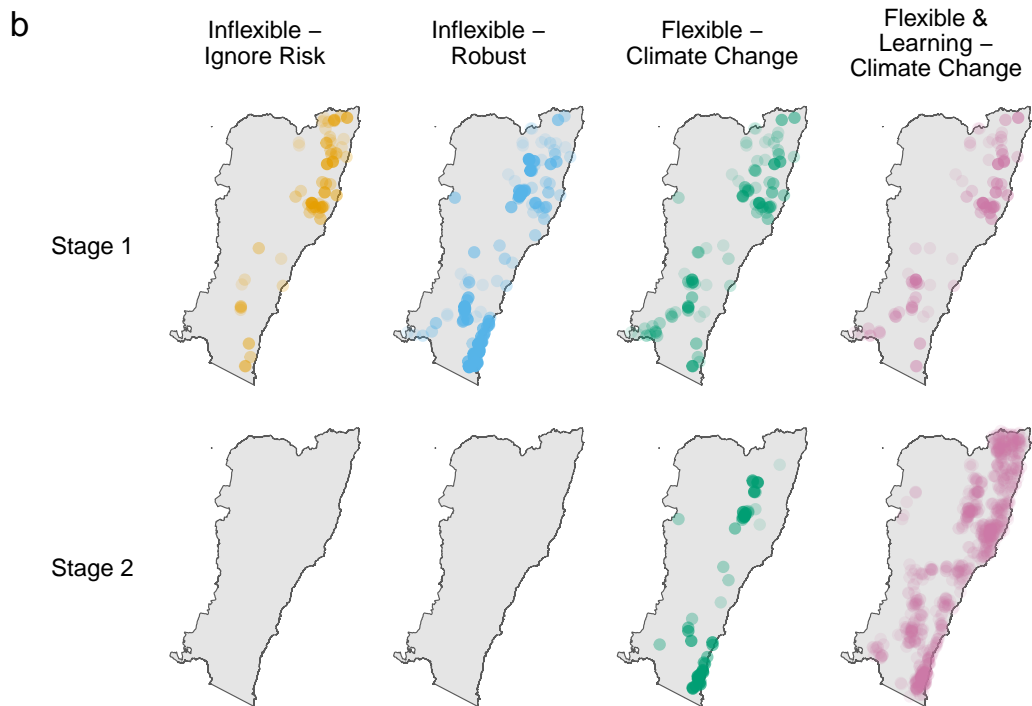 b
Inflexible –
Ignore Risk
Inflexible –
Robust
Flexible –
Climate Change
Flexible &
Learning –
Climate Change
Stage 1
Stage 2